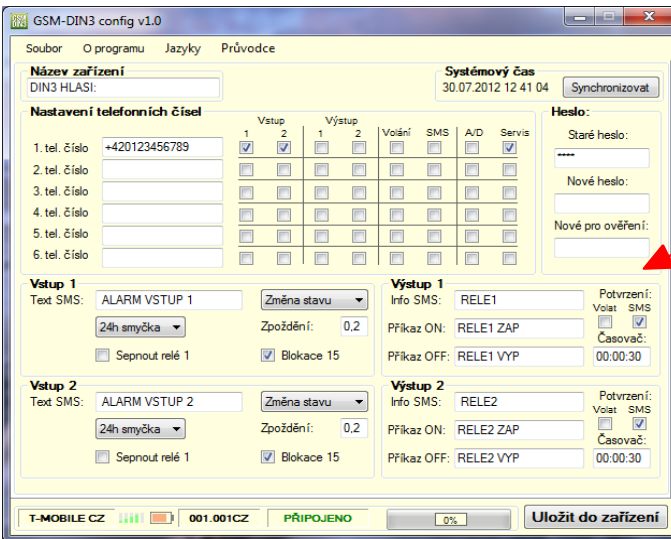 GSM-DIN3 config v1.0
Soubor O programu Jazyky Průvodce
Název zařízení
DIN3 HLASI:
Systémový čas
30.07.2012 12 41 04 Synchronizovat
Nastavení telefonních čísel
Vstup Výstup
1 2 1 2 Volání SMS A/D Servis
1. tel. číslo +420123456789
2. tel. číslo
3. tel. číslo
4. tel. číslo
5. tel. číslo
6. tel. číslo
Heslo:
Staré heslo:
****
Nové heslo:
Nové pro ověření:
Vstup 1
Text SMS: ALARM VSTUP 1 Změna stavu
24h smyčka Zpoždění: 0,2
Sepnout relé 1 Blokace 15
Výstup 1
Info SMS: RELE1
Příkaz ON: RELE1 ZAP
Příkaz OFF: RELE1 VYP
Potvrzení:
Volat SMS
Časovač:
00:00:30
Vstup 2
Text SMS: ALARM VSTUP 2 Změna stavu
24h smyčka Zpoždění: 0,2
Sepnout relé 1 Blokace 15
Výstup 2
Info SMS: RELE2
Příkaz ON: RELE2 ZAP
Příkaz OFF: RELE2 VYP
Potvrzení:
Volat SMS
Časovač:
00:00:30
T-MOBILE CZ 001.001CZ PŘIPOJENO 0% Uložit do zařízení